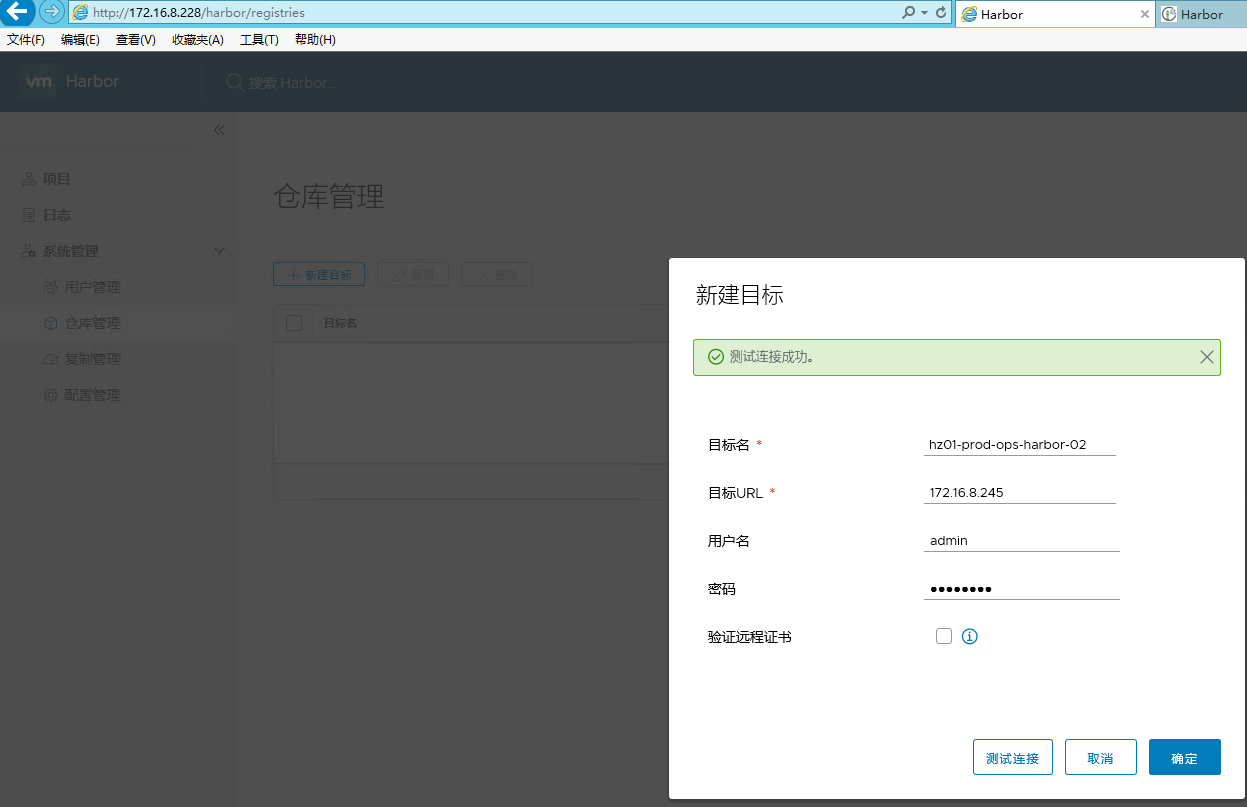 http://172.16.8.228/harbor/registries
Harbor
Harbor
文件(F) 编辑(E) 查看(V) 收藏夹(A) 工具(T) 帮助(H)
vm Harbor 搜索 Harbor...
项目
日志
系统管理
用户管理
仓库管理
复制管理
配置管理
仓库管理
新建目标 编辑 删除
目标名
新建目标
测试连接成功。
目标名 * hz01-prod-ops-harbor-02
目标URL * 172.16.8.245
用户名 admin
密码 ••••••••
验证远程证书
测试连接 取消 确定